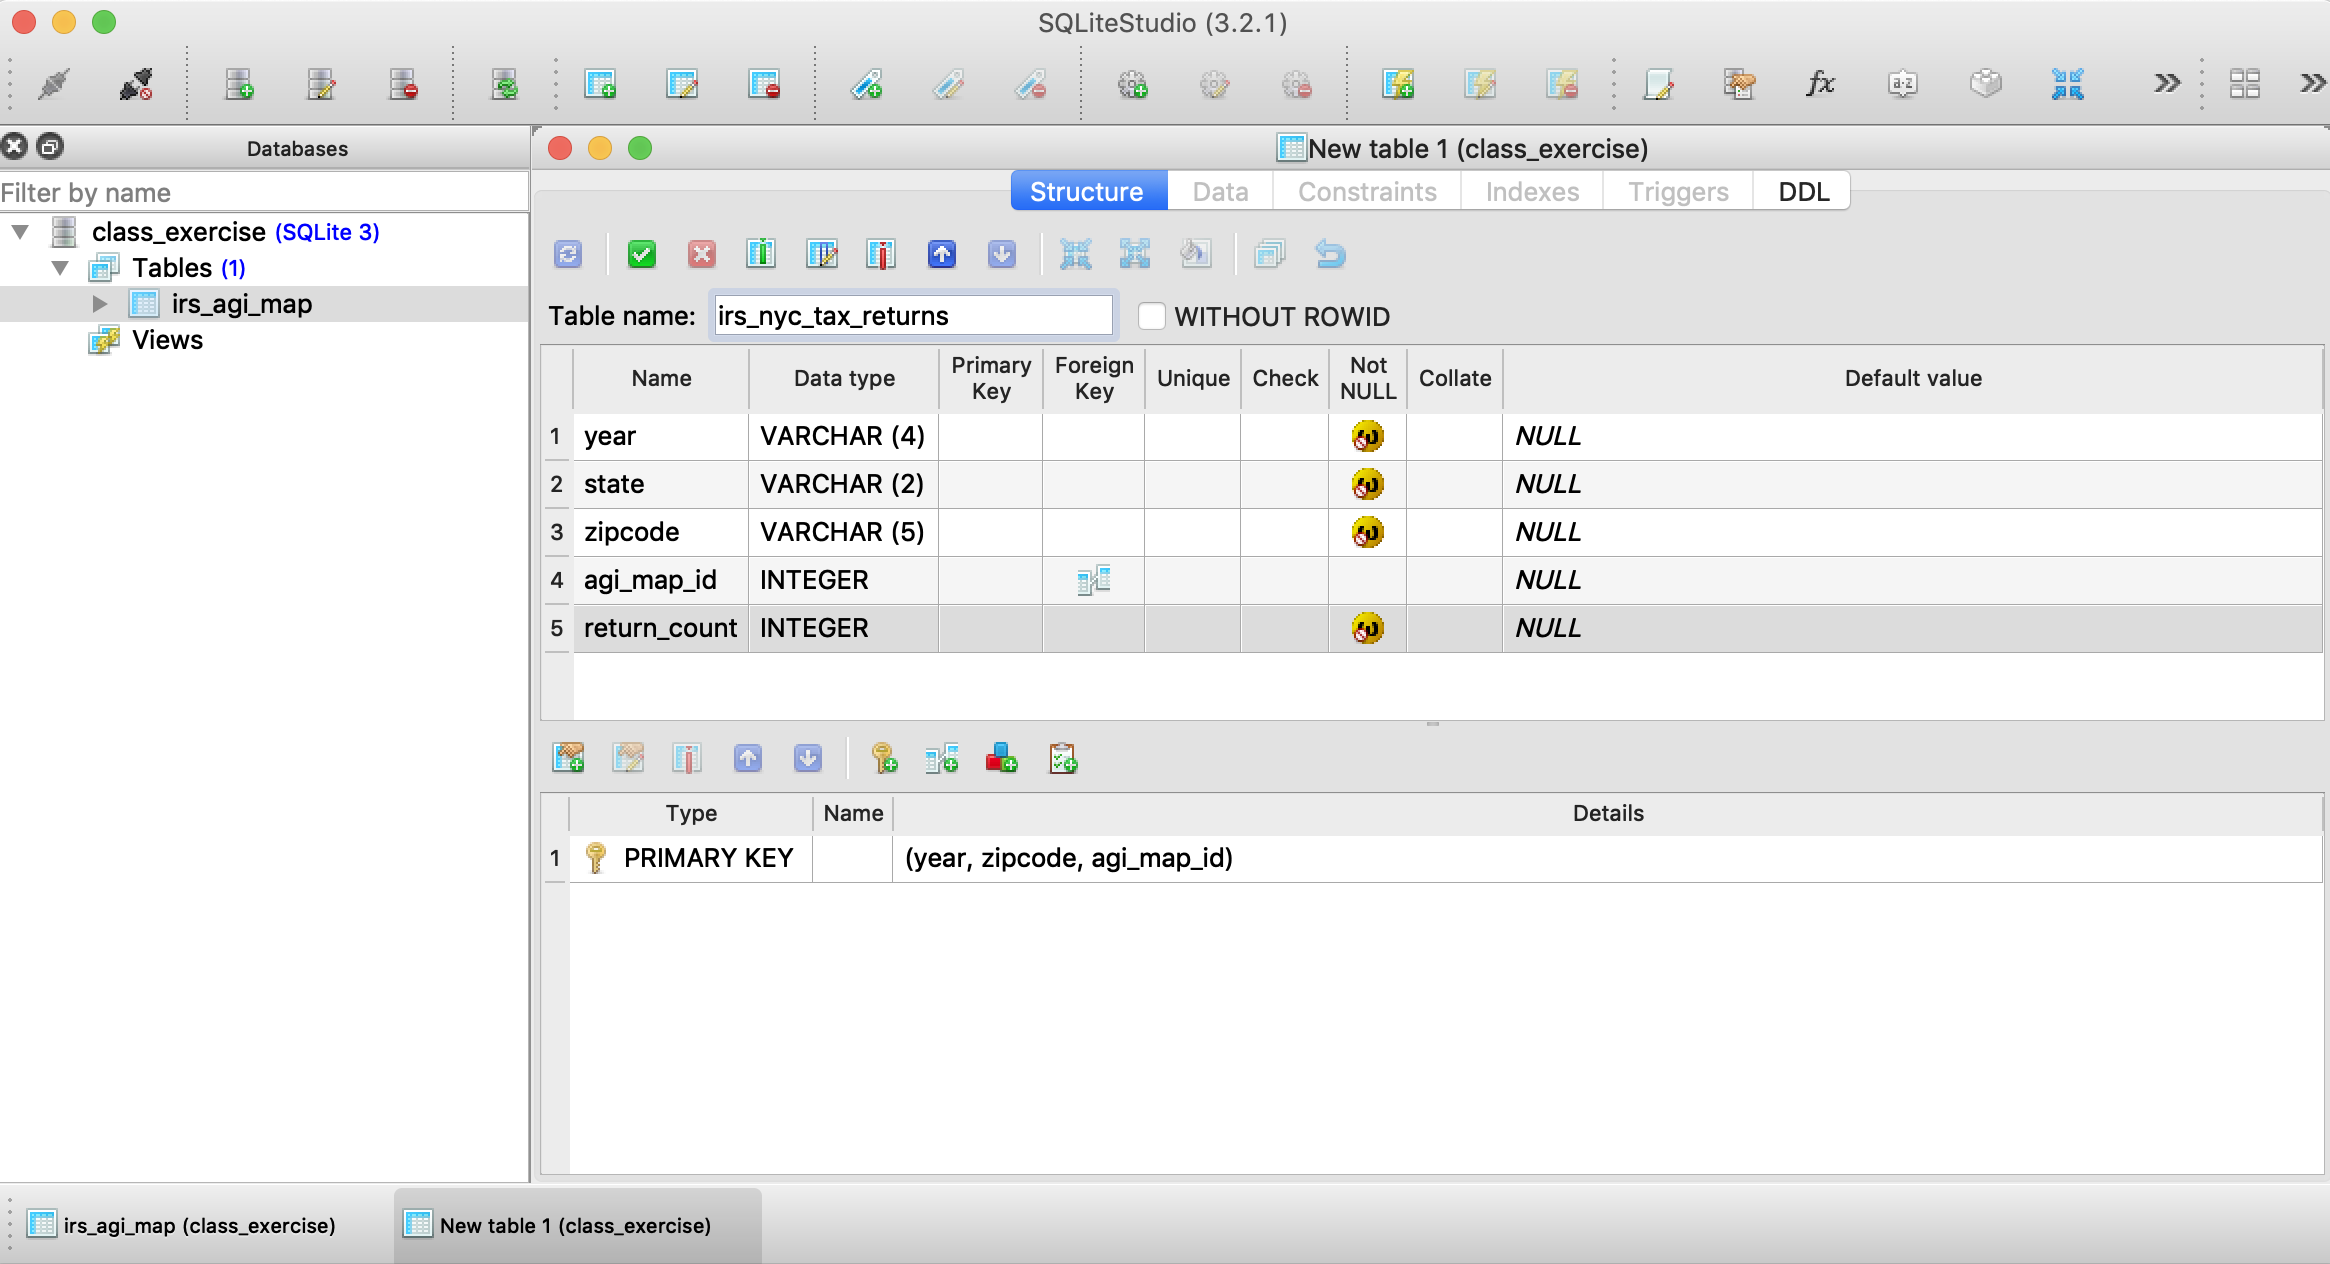 SQLiteStudio (3.2.1)
fx
a-z
Databases
Filter by name
class_exercise (SQLite 3)
Tables (1)
irs_agi_map
Views
New table 1 (class_exercise)
Structure Data Constraints Indexes Triggers DDL
Table name: irs_nyc_tax_returns WITHOUT ROWID
Name Data type Primary Key Foreign Key Unique Check Not NULL Collate Default value
1 year VARCHAR (4) NULL
2 state VARCHAR (2) NULL
3 zipcode VARCHAR (5) NULL
4 agi_map_id INTEGER NULL
5 return_count INTEGER NULL
Type Name Details
1 PRIMARY KEY (year, zipcode, agi_map_id)
irs_agi_map (class_exercise) New table 1 (class_exercise)